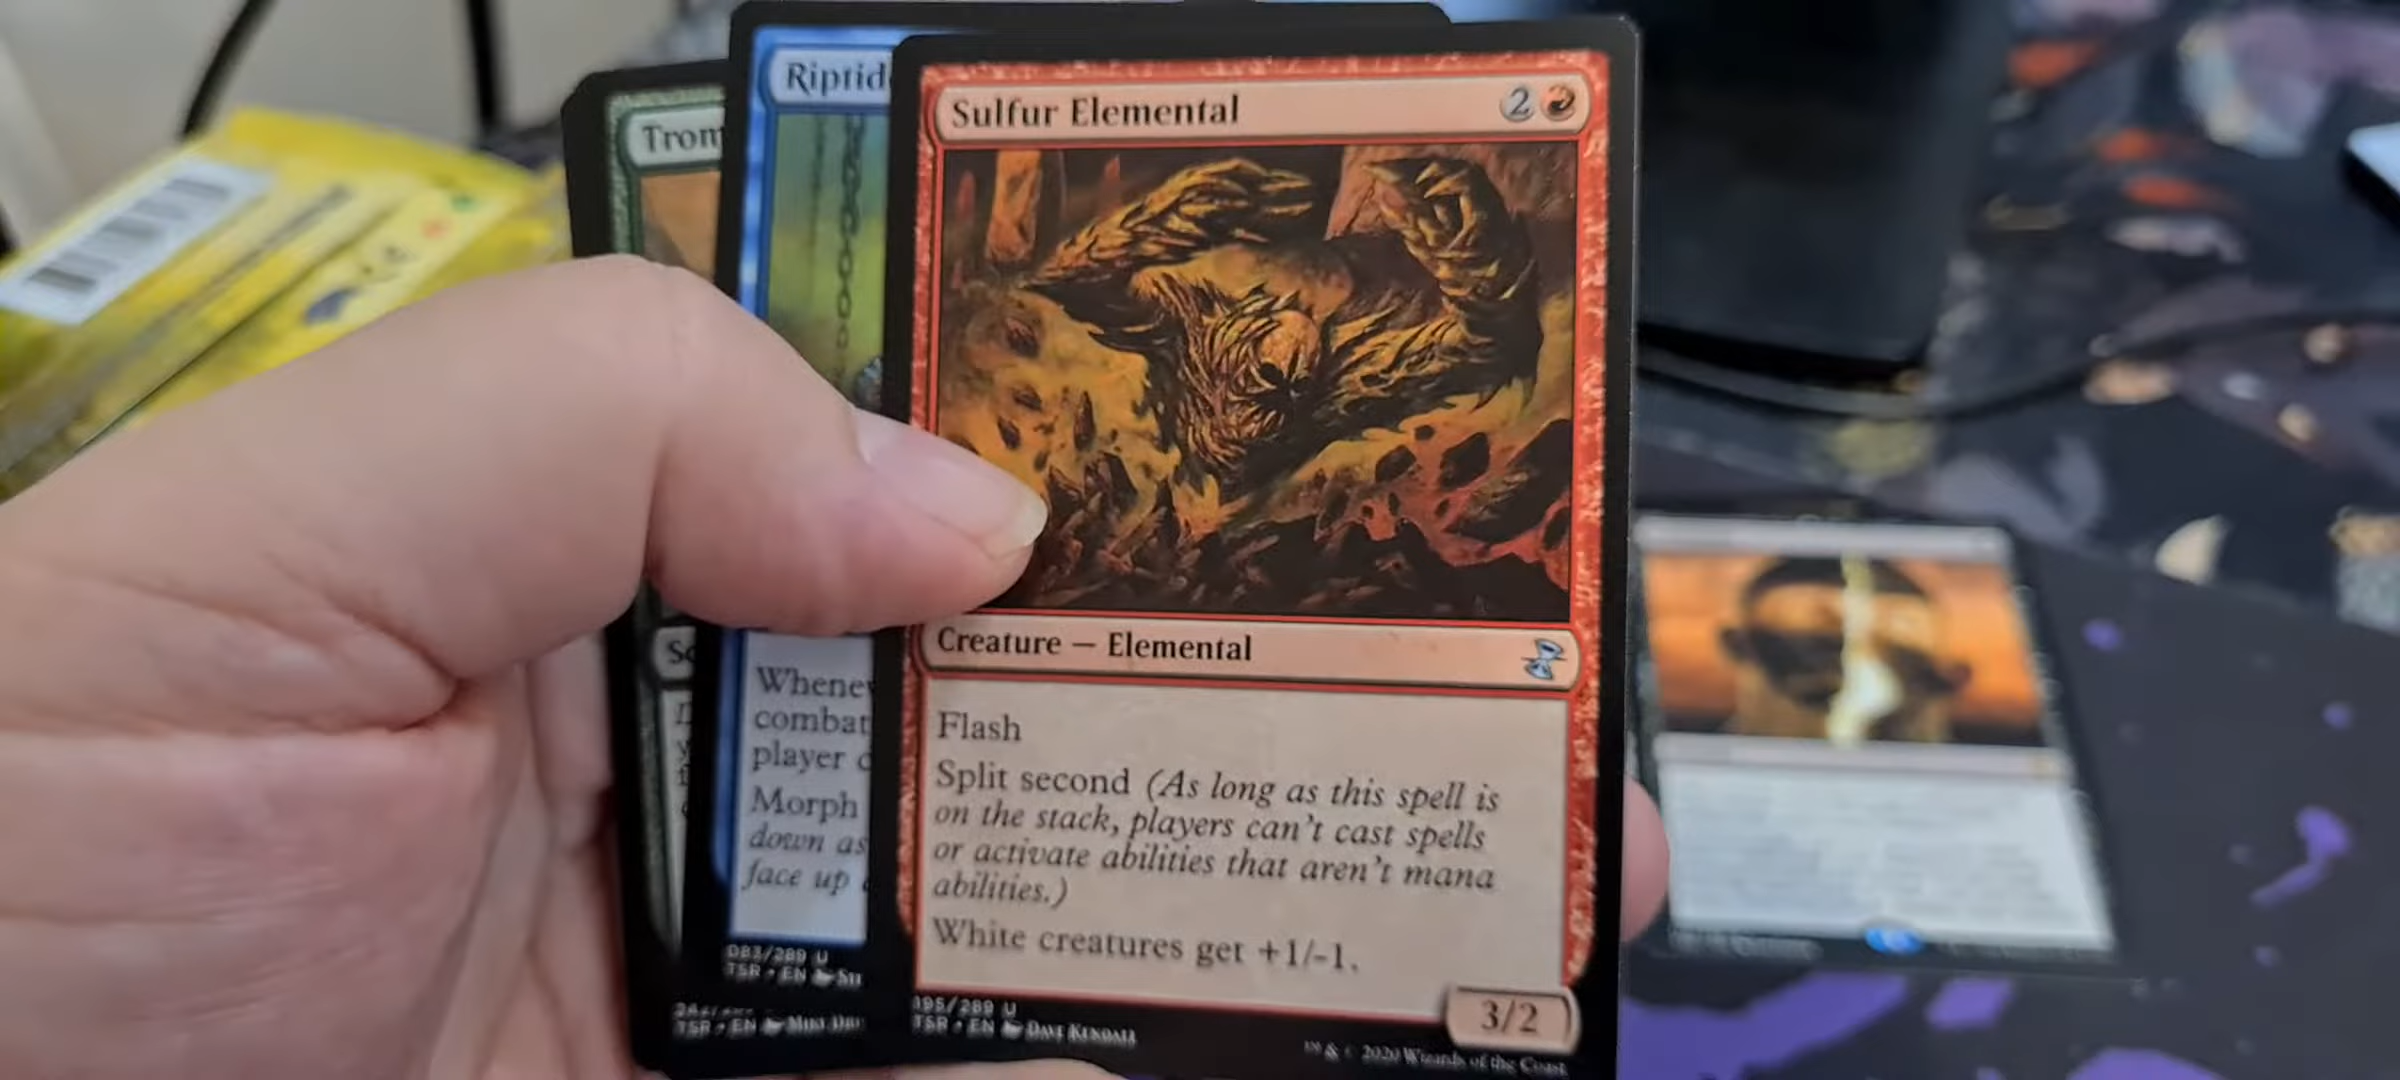 Trom
Riptid
Sulfur Elemental
2
Creature — Elemental
Flash
Split second (As long as this spell is
on the stack, players can't cast spells
or activate abilities that aren't mana
abilities.)
White creatures get +1/-1.
3/2
195/289 U
TSR • EN Dave Kendall
™ & © 2020 Wizards of the Coast
Whenev
combat
player
Morph
down as
face up
083/289 U
TSR • EN
TSR • EN